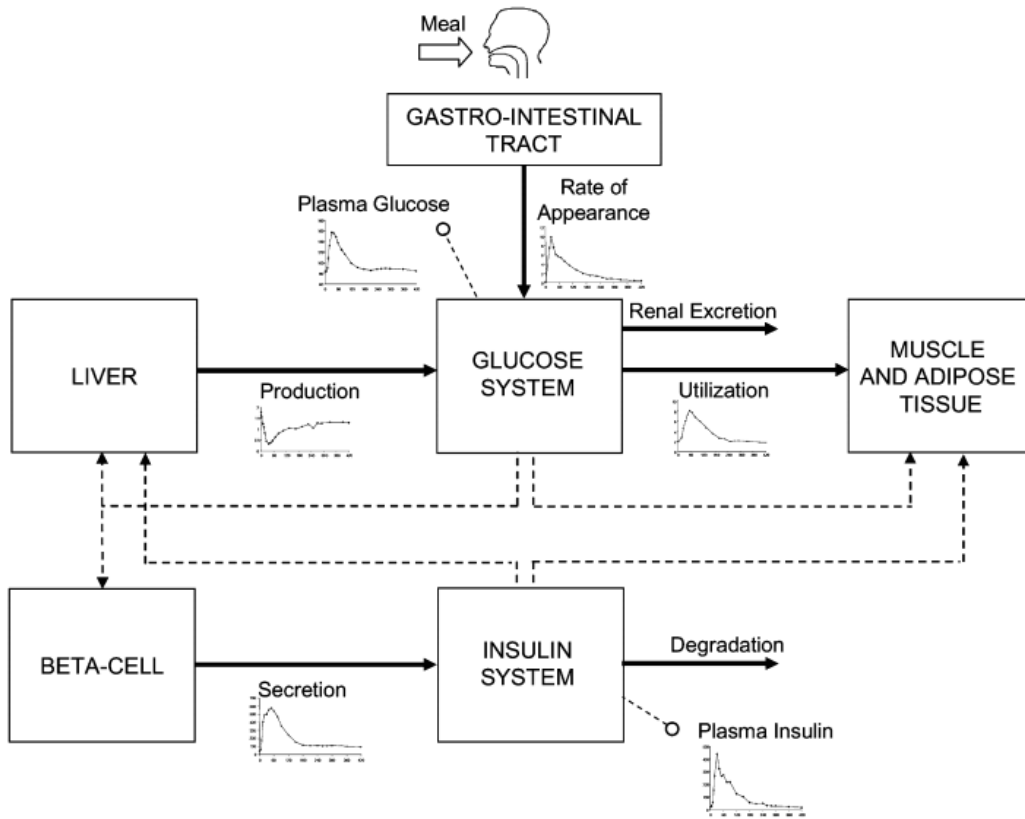 Meal
GASTRO-INTESTINAL
TRACT
Rate of
Appearance
Plasma Glucose
Renal Excretion
LIVER
GLUCOSE
SYSTEM
MUSCLE
AND ADIPOSE
TISSUE
Production
Utilization
BETA-CELL
INSULIN
SYSTEM
Degradation
Secretion
Plasma Insulin